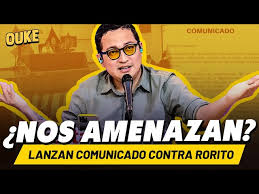 OUKE
COMUNICADO
¿NOS AMENAZAN?
LANZAN COMUNICADO CONTRA RORITO